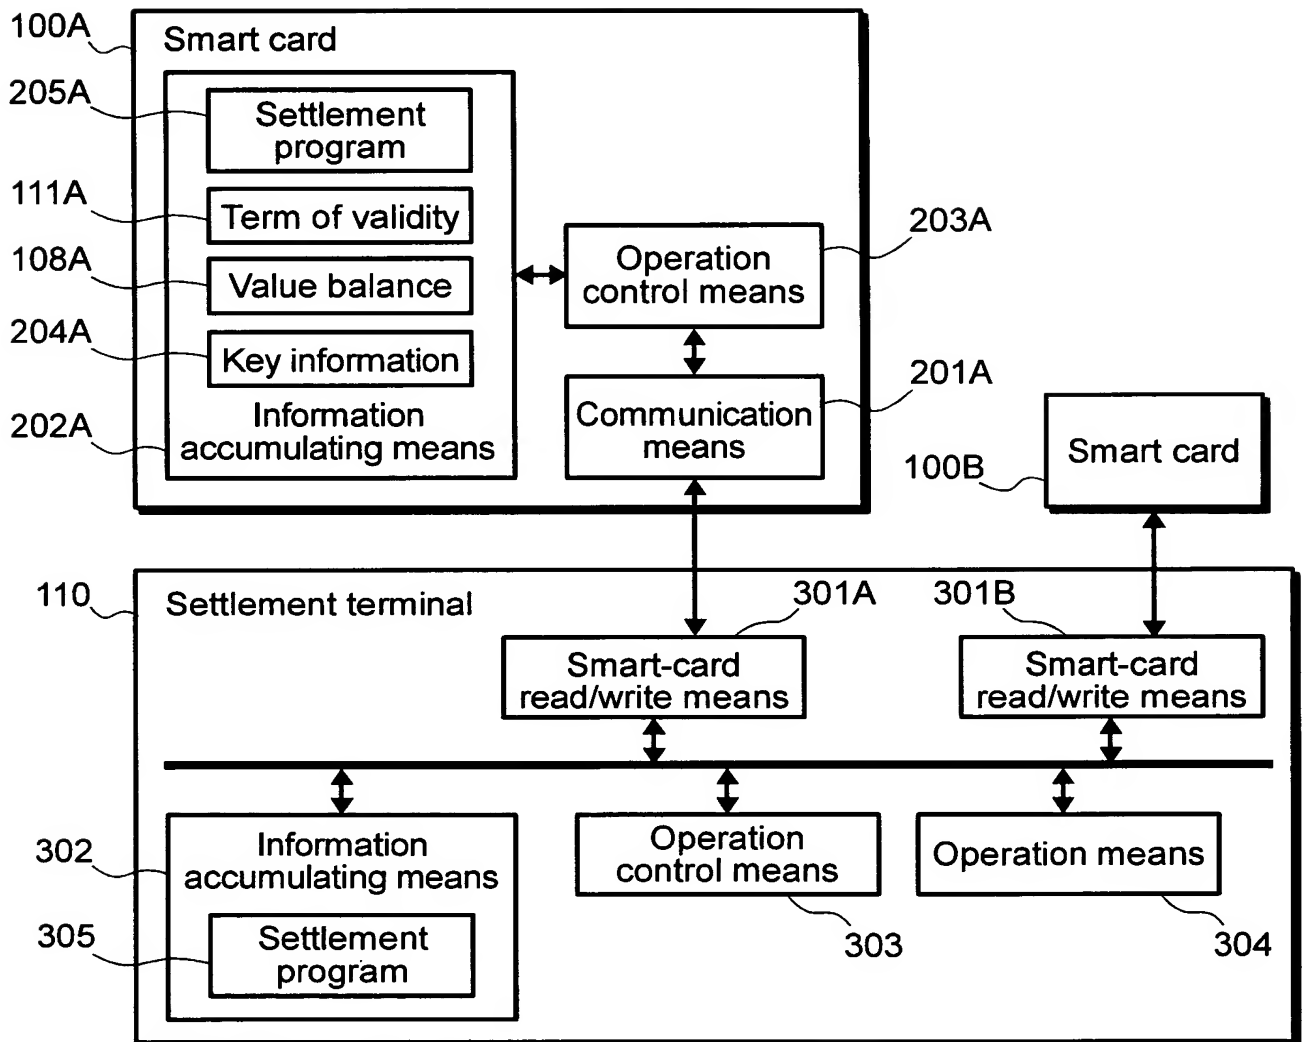 100A
Smart card
205A
Settlement
program
111A
Term of validity
108A
Value balance
204A
Key information
202A
Information
accumulating means
203A
Operation
control means
201A
Communication
means
100B
Smart card
110
Settlement terminal
301A
Smart-card
read/write means
301B
Smart-card
read/write means
302
Information
accumulating means
305
Settlement
program
Operation
control means
303
Operation means
304